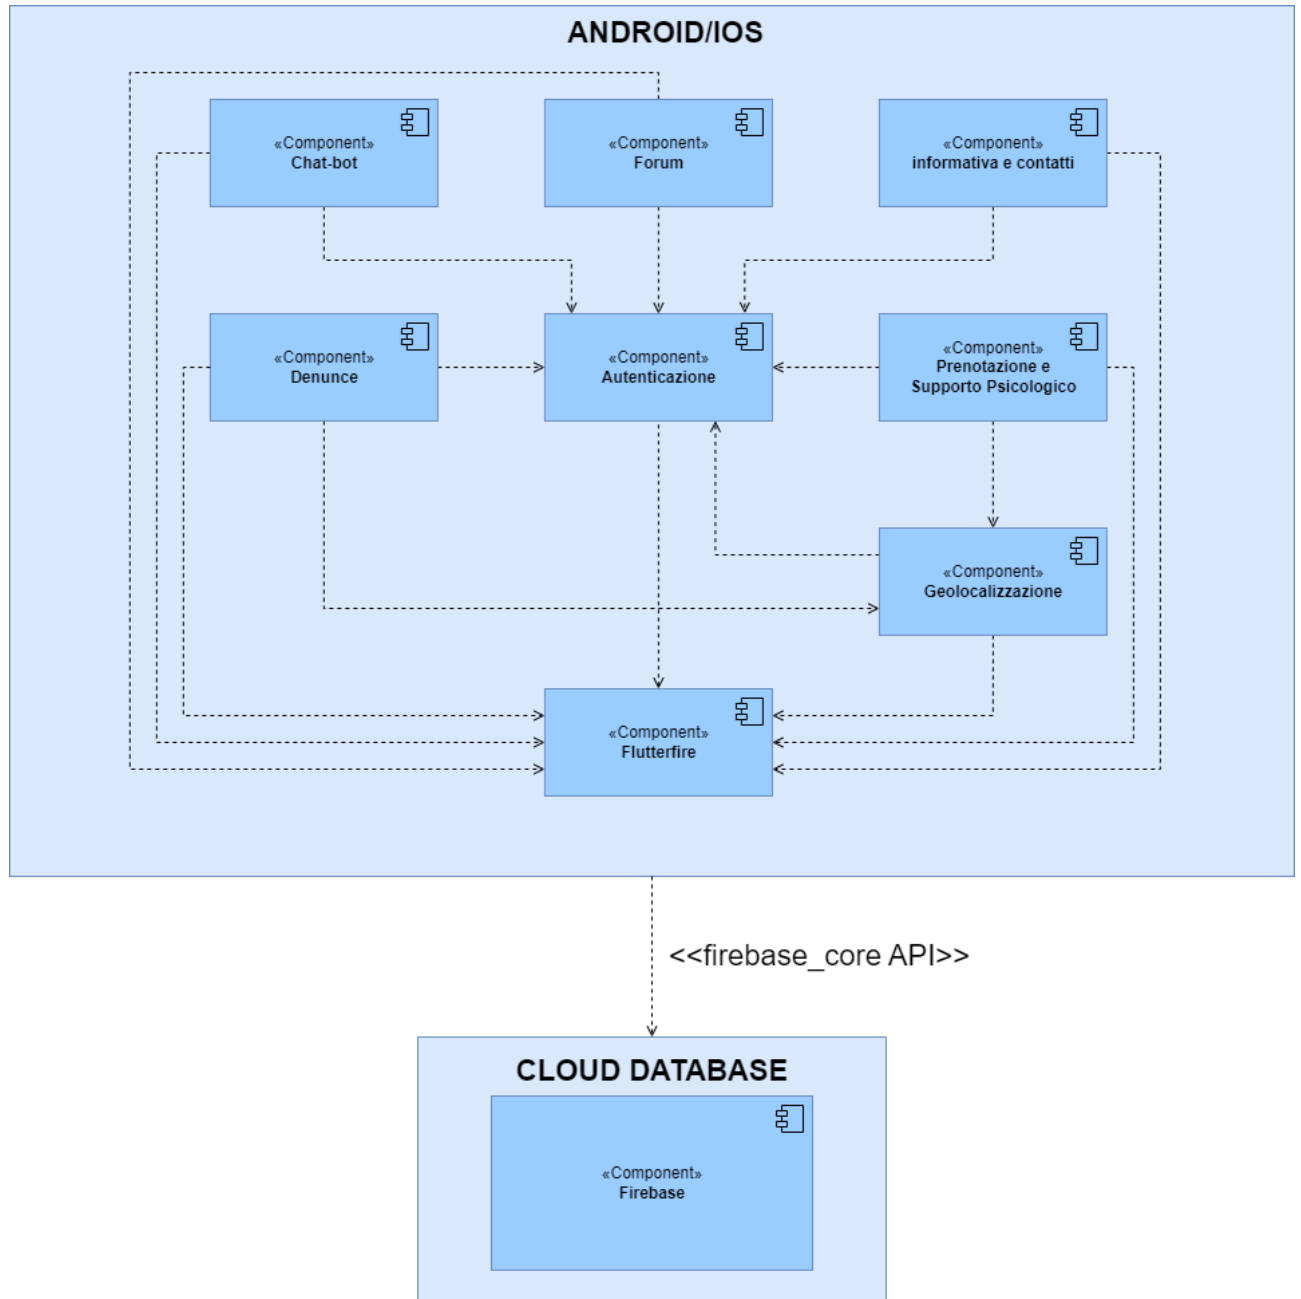 ANDROID/IOS
«Component»
Chat-bot
«Component»
Forum
«Component»
informativa e contatti
«Component»
Denunce
«Component»
Autenticazione
«Component»
Prenotazione e
Supporto Psicologico
«Component»
Geolocalizzazione
«Component»
Flutterfire
<<firebase_core API>>
CLOUD DATABASE
«Component»
Firebase